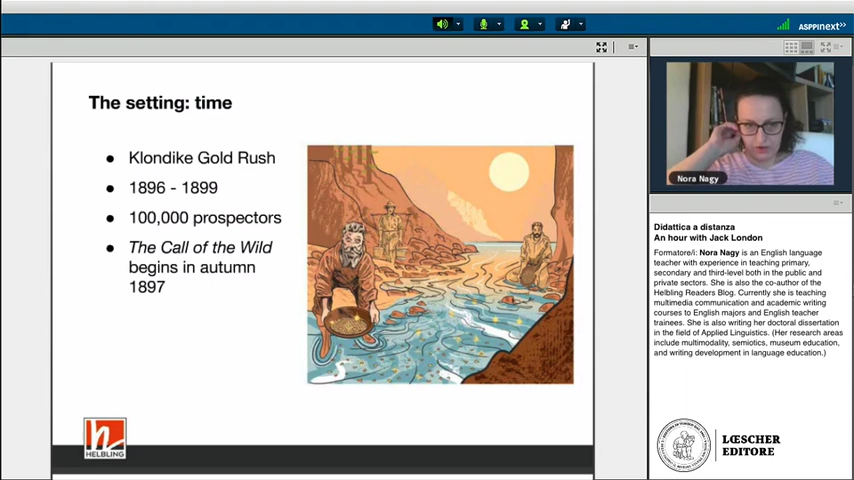 ASPPInext>>
The setting: time
● Klondike Gold Rush
● 1896 - 1899
● 100,000 prospectors
● The Call of the Wild
begins in autumn
1897
h
HELBLING
Nora Nagy
Didattica a distanza
An hour with Jack London
Formatore/i: Nora Nagy is an English language
teacher with experience in teaching primary,
secondary and third-level both in the public and
private sectors. She is also the co-author of the
Helbling Readers Blog. Currently she is teaching
multimedia communication and academic writing
courses to English majors and English teacher
trainees. She is also writing her doctoral dissertation
in the field of Applied Linguistics. (Her research areas
include multimodality, semiotics, museum education,
and writing development in language education.)
LŒSCHER
EDITORE